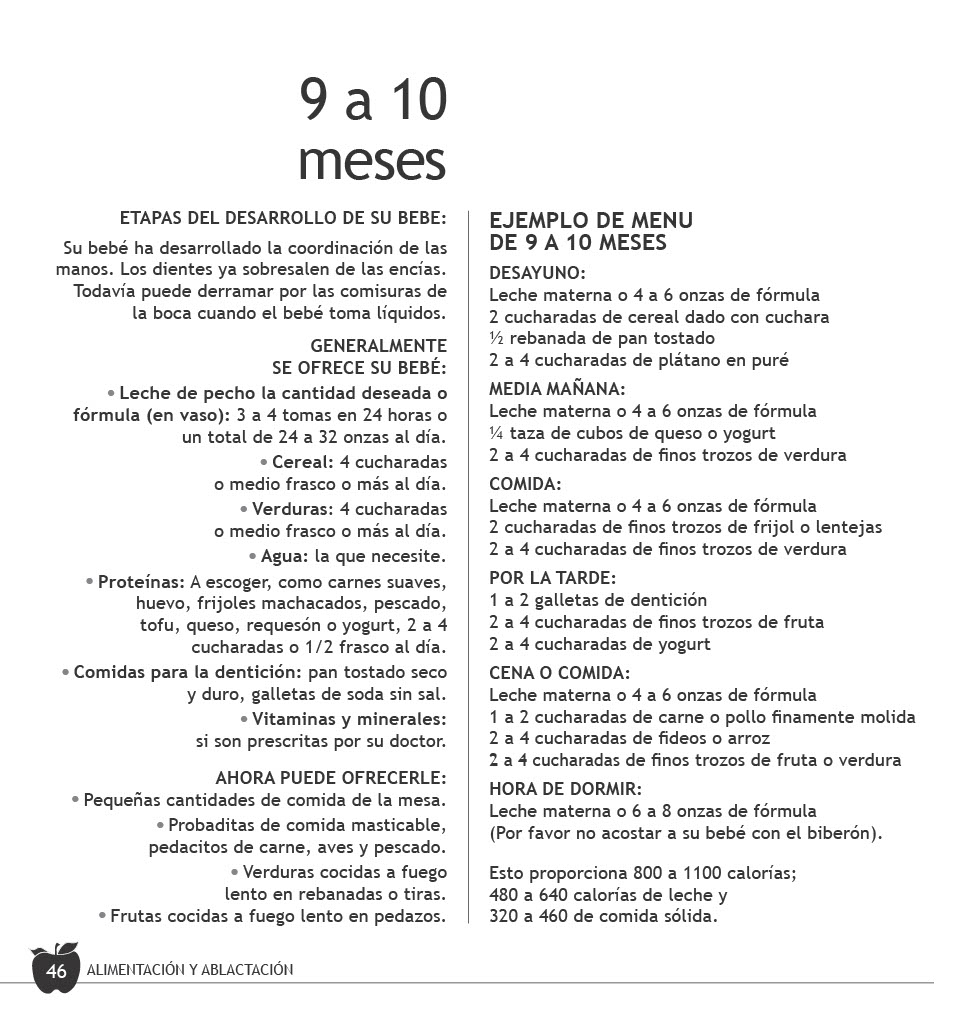 9 a 10
meses
ETAPAS DEL DESARROLLO DE SU BEBE:
Su bebé ha desarrollado la coordinación de las
manos. Los dientes ya sobresalen de las encías.
Todavía puede derramar por las comisuras de
la boca cuando el bebé toma líquidos.
GENERALMENTE
SE OFRECE SU BEBÉ:
• Leche de pecho la cantidad deseada o
fórmula (en vaso): 3 a 4 tomas en 24 horas o
un total de 24 a 32 onzas al día.
• Cereal: 4 cucharadas
o medio frasco o más al día.
• Verduras: 4 cucharadas
o medio frasco o más al día.
• Agua: la que necesite.
• Proteínas: A escoger, como carnes suaves,
huevo, frijoles machacados, pescado,
tofu, queso, requesón o yogurt, 2 a 4
cucharadas o 1/2 frasco al día.
• Comidas para la dentición: pan tostado seco
y duro, galletas de soda sin sal.
• Vitaminas y minerales:
si son prescritas por su doctor.
AHORA PUEDE OFRECERLE:
• Pequeñas cantidades de comida de la mesa.
• Probaditas de comida masticable,
pedacitos de carne, aves y pescado.
• Verduras cocidas a fuego
lento en rebanadas o tiras.
• Frutas cocidas a fuego lento en pedazos.
EJEMPLO DE MENU
DE 9 A 10 MESES
DESAYUNO:
Leche materna o 4 a 6 onzas de fórmula
2 cucharadas de cereal dado con cuchara
½ rebanada de pan tostado
2 a 4 cucharadas de plátano en puré
MEDIA MAÑANA:
Leche materna o 4 a 6 onzas de fórmula
¼ taza de cubos de queso o yogurt
2 a 4 cucharadas de finos trozos de verdura
COMIDA:
Leche materna o 4 a 6 onzas de fórmula
2 cucharadas de finos trozos de frijol o lentejas
2 a 4 cucharadas de finos trozos de verdura
POR LA TARDE:
1 a 2 galletas de dentición
2 a 4 cucharadas de finos trozos de fruta
2 a 4 cucharadas de yogurt
CENA O COMIDA:
Leche materna o 4 a 6 onzas de fórmula
1 a 2 cucharadas de carne o pollo finamente molida
2 a 4 cucharadas de fideos o arroz
2 a 4 cucharadas de finos trozos de fruta o verdura
HORA DE DORMIR:
Leche materna o 6 a 8 onzas de fórmula
(Por favor no acostar a su bebé con el biberón).
Esto proporciona 800 a 1100 calorías;
480 a 640 calorías de leche y
320 a 460 de comida sólida.
46 ALIMENTACIÓN Y ABLACTACIÓN